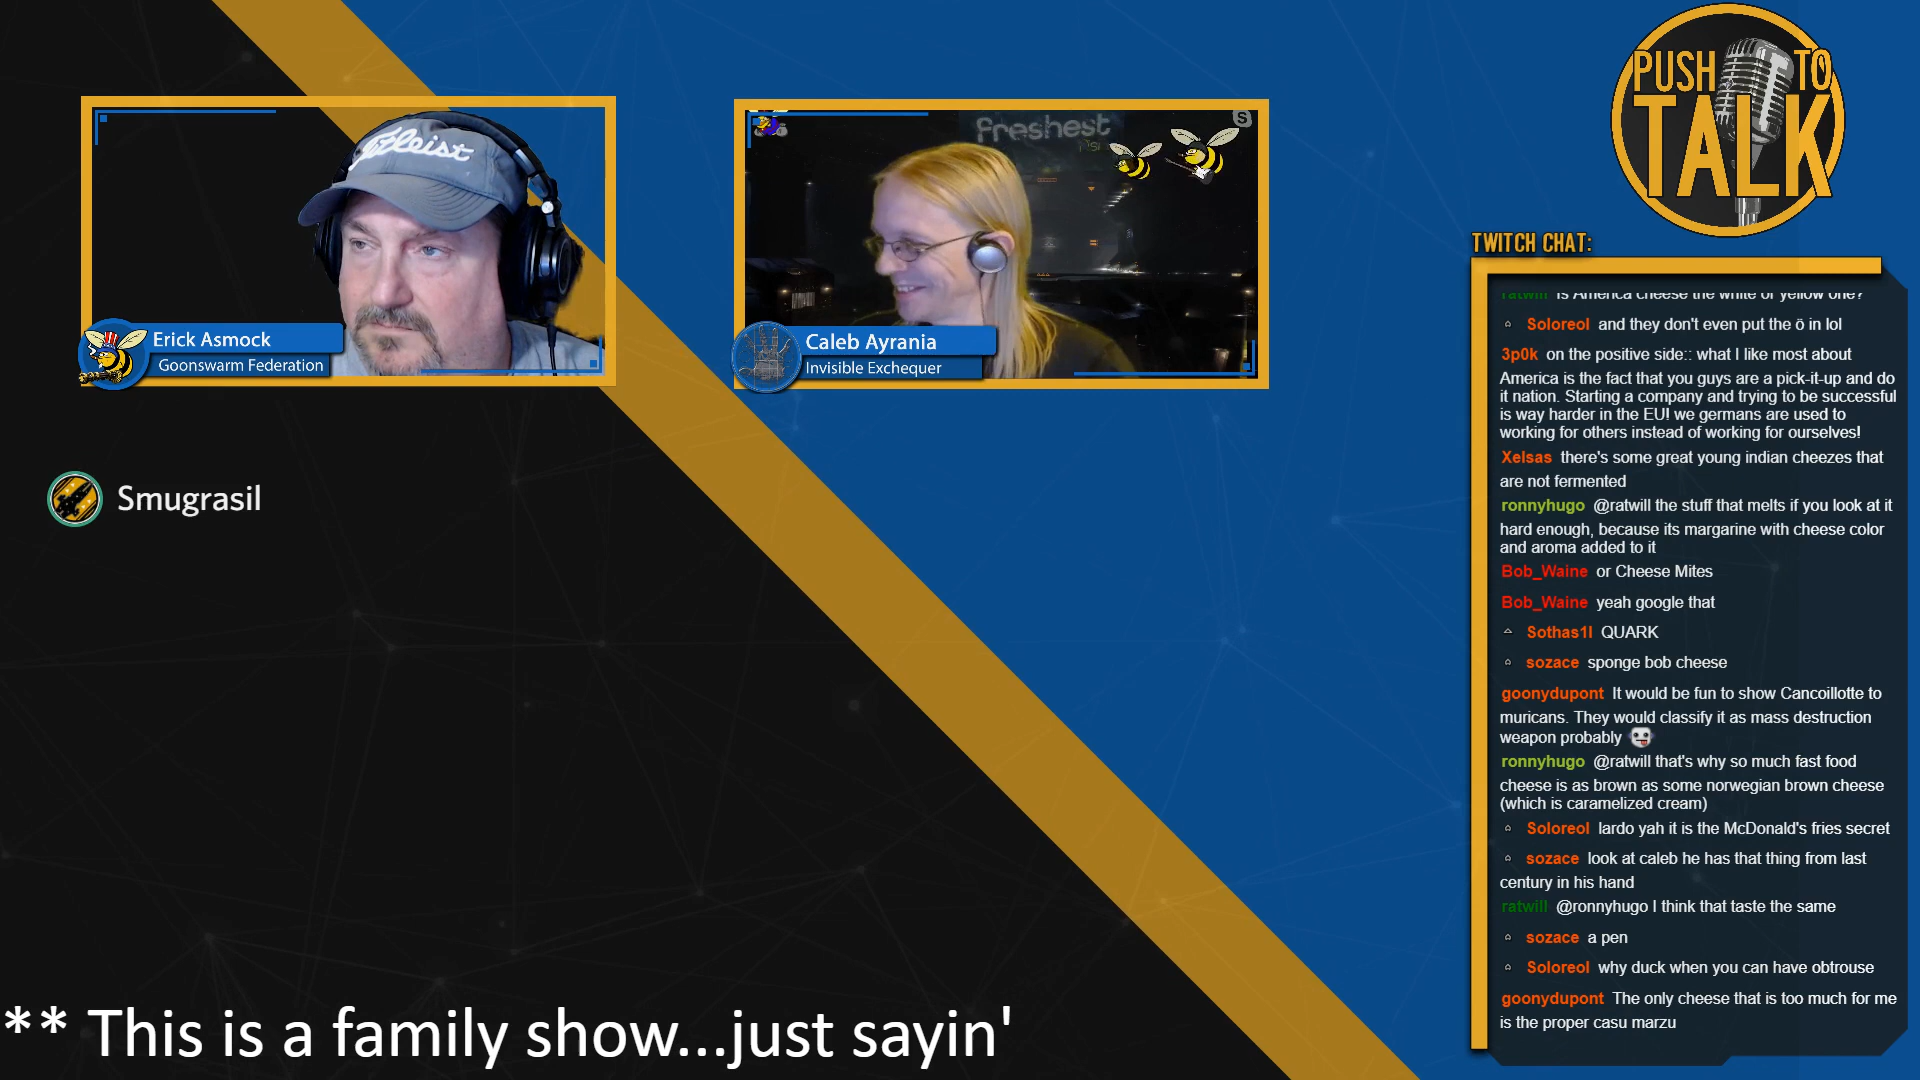 PUSH TO
TALK
Titleist
freshest
S
Erick Asmock
Goonswarm Federation
Caleb Ayrania
Invisible Exchequer
Smugrasil
** This is a family show...just sayin'
TWITCH CHAT:
ratwill is America cheese the white or yellow one?
Soloreol and they don't even put the ö in lol
3p0k on the positive side:: what I like most about
America is the fact that you guys are a pick-it-up and do
it nation. Starting a company and trying to be successful
is way harder in the EU! we germans are used to
working for others instead of working for ourselves!
Xelsas there's some great young indian cheezes that
are not fermented
ronnyhugo @ratwill the stuff that melts if you look at it
hard enough, because its margarine with cheese color
and aroma added to it
Bob_Waine or Cheese Mites
Bob_Waine yeah google that
Sothas1l QUARK
sozace sponge bob cheese
goonydupont It would be fun to show Cancoillotte to
muricans. They would classify it as mass destruction
weapon probably
ronnyhugo @ratwill that's why so much fast food
cheese is as brown as some norwegian brown cheese
(which is caramelized cream)
Soloreol lardo yah it is the McDonald's fries secret
sozace look at caleb he has that thing from last
century in his hand
ratwill @ronnyhugo I think that taste the same
sozace a pen
Soloreol why duck when you can have obtrouse
goonydupont The only cheese that is too much for me
is the proper casu marzu